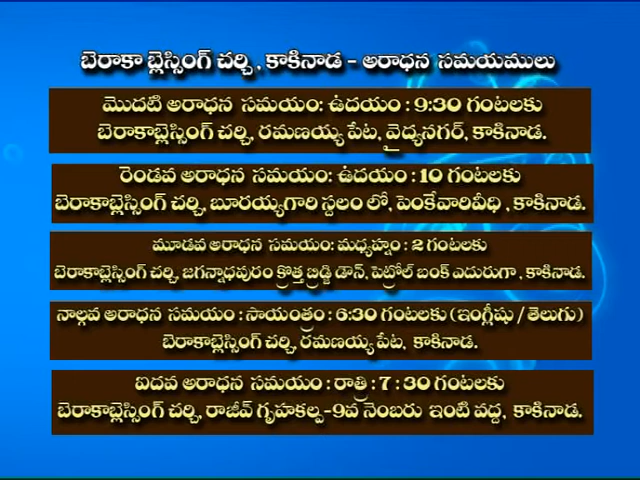 బెరాకా బ్లెస్సింగ్ చర్చి, కాకినాడ - అరాధన సమయములు
మొదటి అరాధన సమయం: ఉదయం : 9:30 గంటలకు
బెరాకాబ్లెస్సింగ్ చర్చి, రమణయ్య పేట, వైద్యనగర్, కాకినాడ.
రెండవ అరాధన సమయం: ఉదయం : 10 గంటలకు
బెరాకాబ్లెస్సింగ్ చర్చి, బూరయ్యగారి స్థలం లో, పెంకేవారివీధి , కాకినాడ.
మూడవ అరాధన సమయం: మధ్యహ్నం : 2 గంటలకు
బెరాకాబ్లెస్సింగ్ చర్చి, జగన్నాధపురం క్రొత్త బ్రిడ్జి డౌన్, పెట్రోల్ బంక్ ఎదురుగా , కాకినాడ.
నాల్గవ అరాధన సమయం : సాయంత్రం : 6:30 గంటలకు (ఇంగ్లీషు / తెలుగు)
బెరాకాబ్లెస్సింగ్ చర్చి, రమణయ్య పేట, కాకినాడ.
ఐదవ అరాధన సమయం : రాత్రి : 7 : 30 గంటలకు
బెరాకాబ్లెస్సింగ్ చర్చి, రాజీవ్ గృహకల్ప-9వ నెంబరు ఇంటి వద్ద, కాకినాడ.